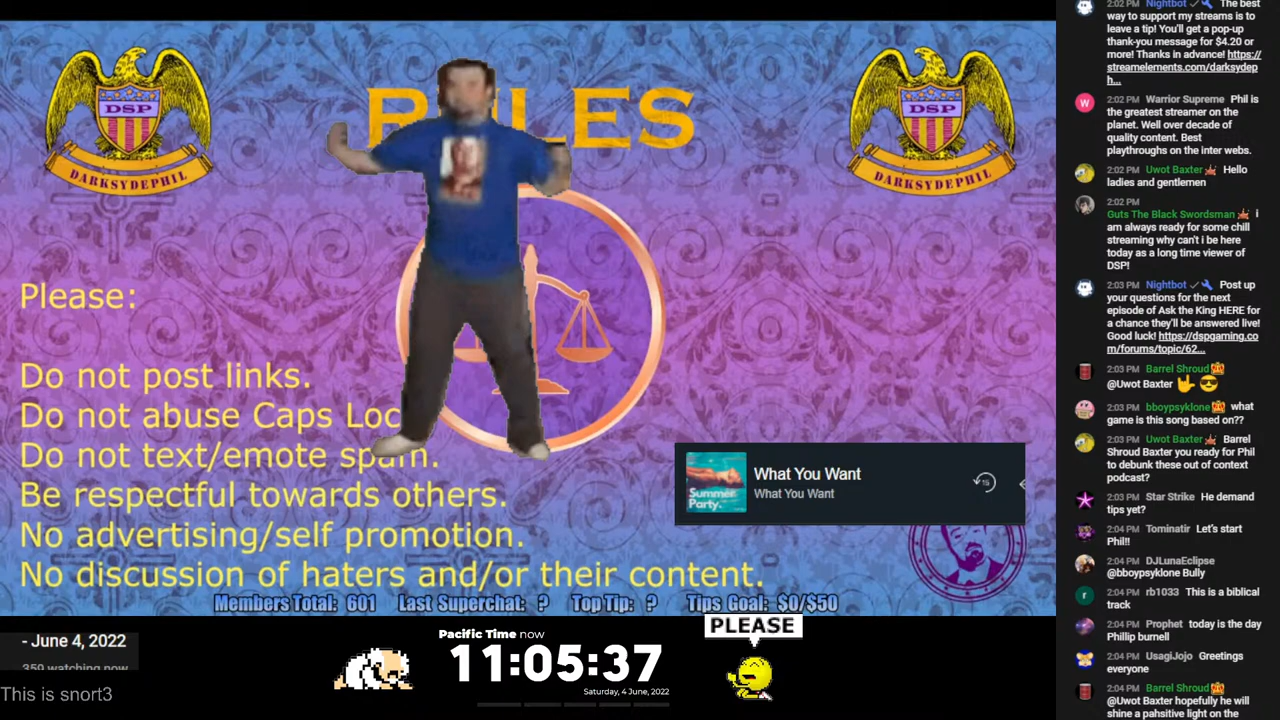 DSP
DARKSYDEPHIL
DSP
DARKSYDEPHIL
Please:
Do not post links.
Do not abuse Caps Loc
Do not text/emote spam.
Be respectful towards others.
No advertising/self promotion.
No discussion of haters and/or their content.
Members Total: 601 Last Superchat: ? Top Tip: ? Tips Goal: $0/$50
Summer
Party.
What You Want
What You Want
15
- June 4, 2022
359 watching now
This is snort3
Pacific Time now
11:05:37
Saturday, 4 June, 2022
PLEASE
2:02 PM Nightbot The best
way to support my streams is to
leave a tip! You'll get a pop-up
thank-you message for $4.20 or
more! Thanks in advance! https://
streamelements.com/darksydep
h...
W
2:02 PM Warrior Supreme Phil is
the greatest streamer on the
planet. Well over decade of
quality content. Best
playthroughs on the inter webs.
2:02 PM Uwot Baxter Hello
ladies and gentlemen
2:02 PM
Guts The Black Swordsman i
am always ready for some chill
streaming why can't i be here
today as a long time viewer of
DSP!
2:03 PM Nightbot Post up
your questions for the next
episode of Ask the King HERE for
a chance they'll be answered live!
Good luck! https://dspgaming.co
m/forums/topic/62...
2:03 PM Barrel Shroud
@Uwot Baxter
2:03 PM bboypsyklone what
game is this song based on??
2:03 PM Uwot Baxter Barrel
Shroud Baxter you ready for Phil
to debunk these out of context
podcast?
2:03 PM Star Strike He demand
tips yet?
2:04 PM Tominatir Let's start
Phil!!
2:04 PM DJLunaEclipse
@bboypsyklone Bully
r
2:04 PM rb1033 This is a biblical
track
2:04 PM Prophet today is the day
Phillip burnell
2:04 PM UsagiJojo Greetings
everyone
2:04 PM Barrel Shroud
@Uwot Baxter hopefully he will
shine a pahsitive light on the